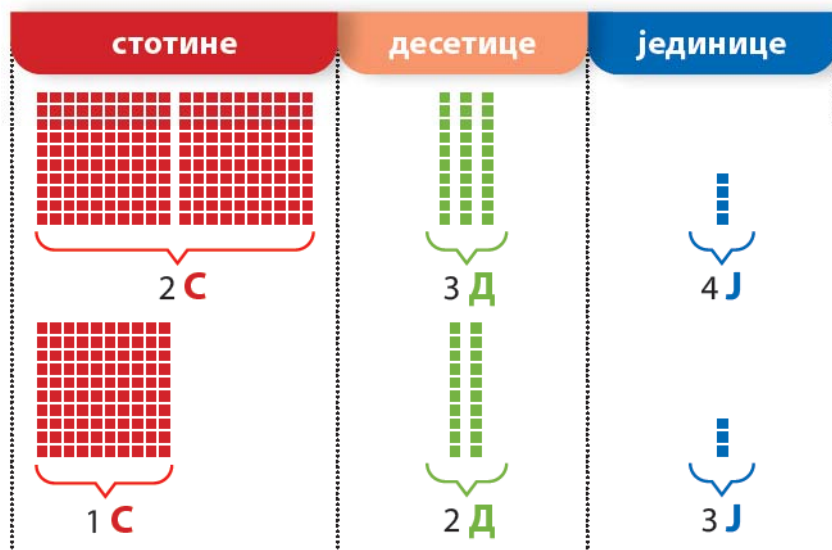 стотине десетице јединице
2 С 3 Д 4 Ј
1 С 2 Д 3 Ј